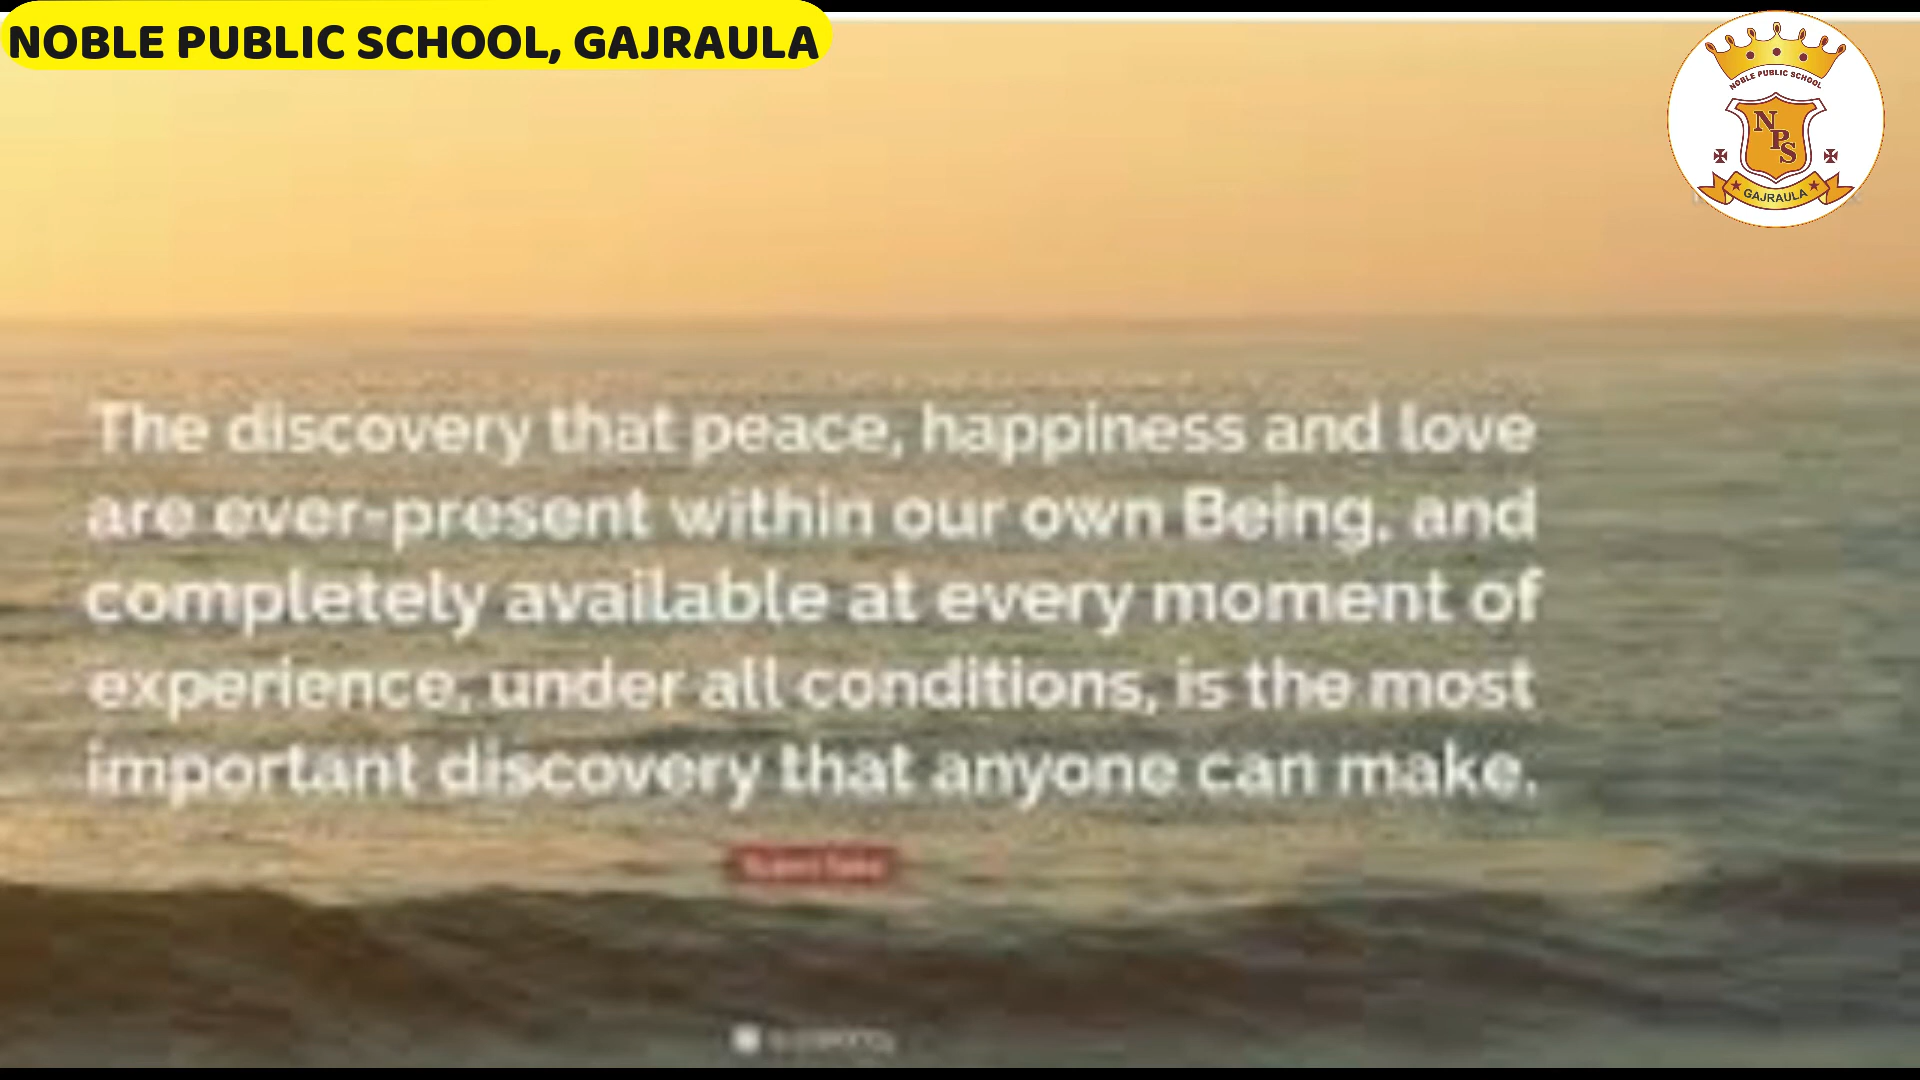 NOBLE PUBLIC SCHOOL, GAJRAULA
NOBLE PUBLIC SCHOOL
NPS
GAJRAULA
The discovery that peace, happiness and love
are ever-present within our own Being, and
completely available at every moment of
experience, under all conditions, is the most
important discovery that anyone can make.